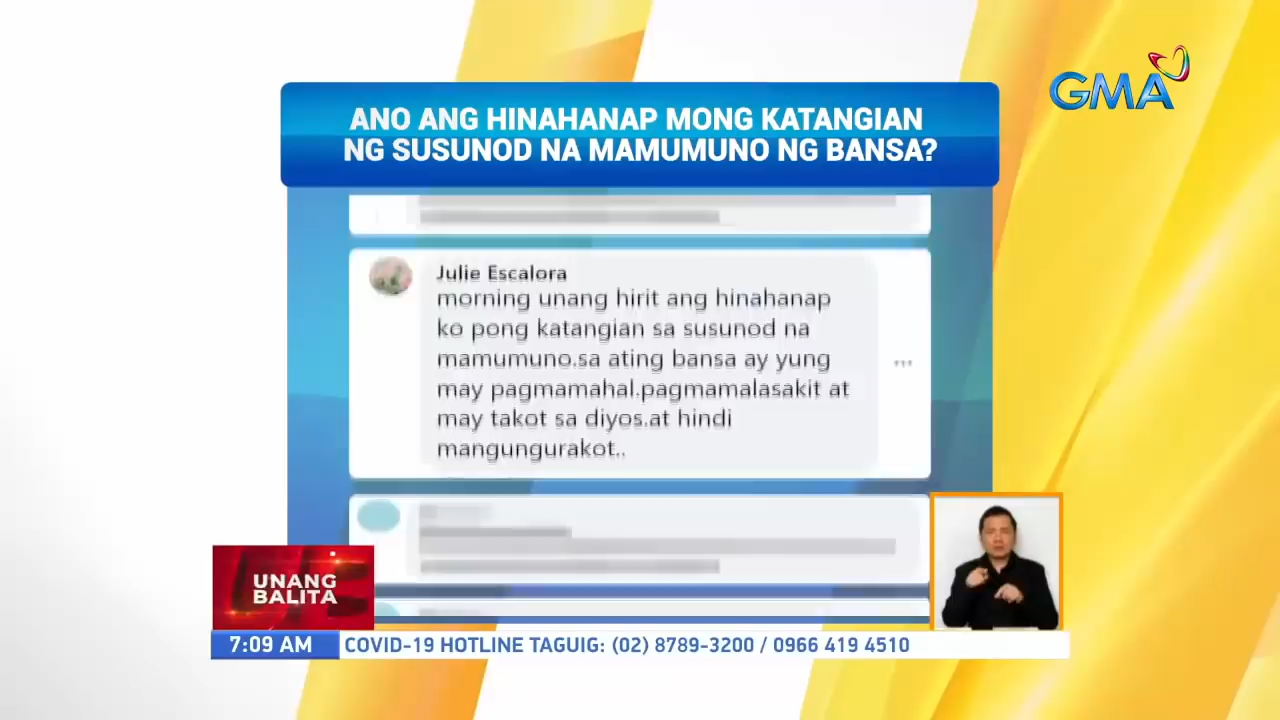 ANO ANG HINAHANAP MONG KATANGIAN
NG SUSUNOD NA MAMUMUNO NG BANSA?
GMA
Julie Escalora
morning unang hirit ang hinahanap
ko pong katangian sa susunod na
mamumuno.sa ating bansa ay yung
may pagmamahal.pagmamalasakit at
may takot sa diyos.at hindi
mangungurakot..
UNANG
BALITA
7:09 AM
COVID-19 HOTLINE TAGUIG: (02) 8789-3200 / 0966 419 4510